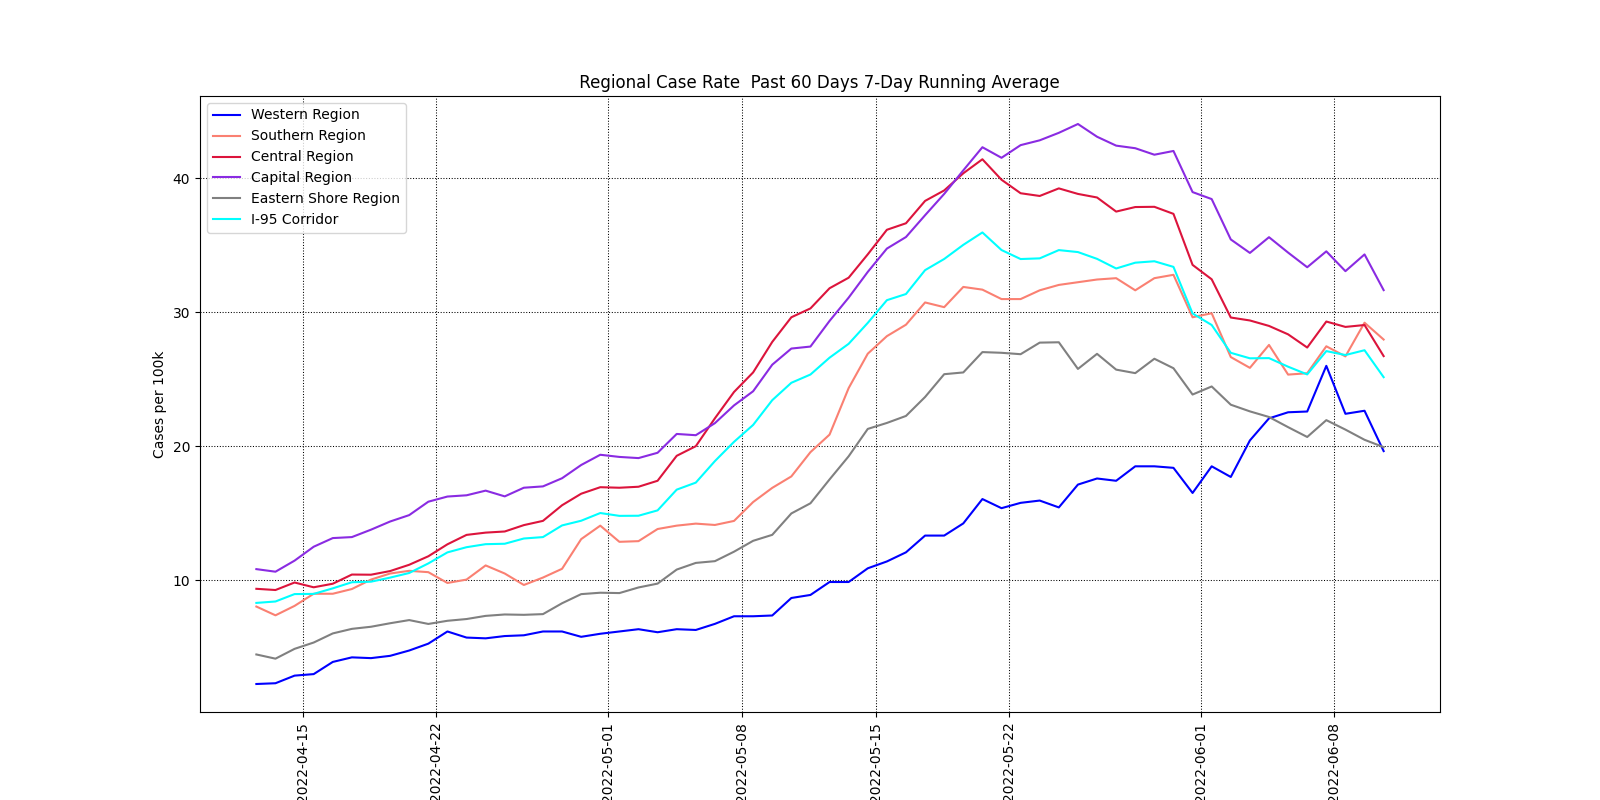 Regional Case Rate  Past 60 Days 7-Day Running Average
Western Region
Southern Region
Central Region
Capital Region
Eastern Shore Region
I-95 Corridor
Cases per 100k
40
30
20
10
2022-04-15
2022-04-22
2022-05-01
2022-05-08
2022-05-15
2022-05-22
2022-06-01
2022-06-08